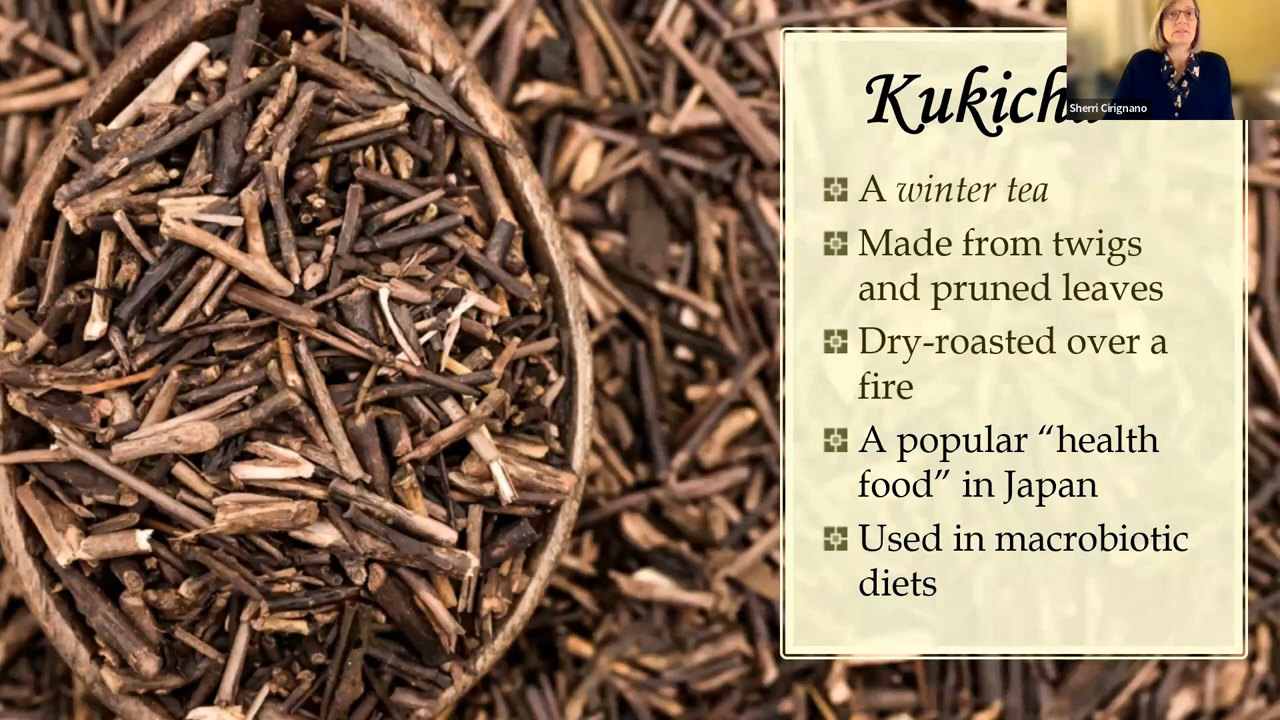 Sherri Cirignano
A winter tea
Made from twigs
and pruned leaves
Dry-roasted over a
fire
A popular “health
food” in Japan
Used in macrobiotic
diets